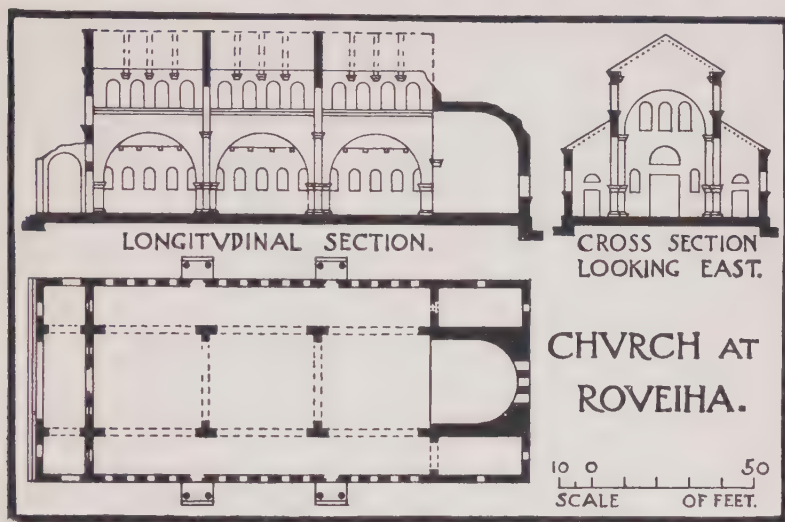 LONGITVDINAL SECTION.
CROSS SECTION
LOOKING EAST.
CHVRCH AT
ROVEIHA.
10 0 50
SCALE OF FEET.